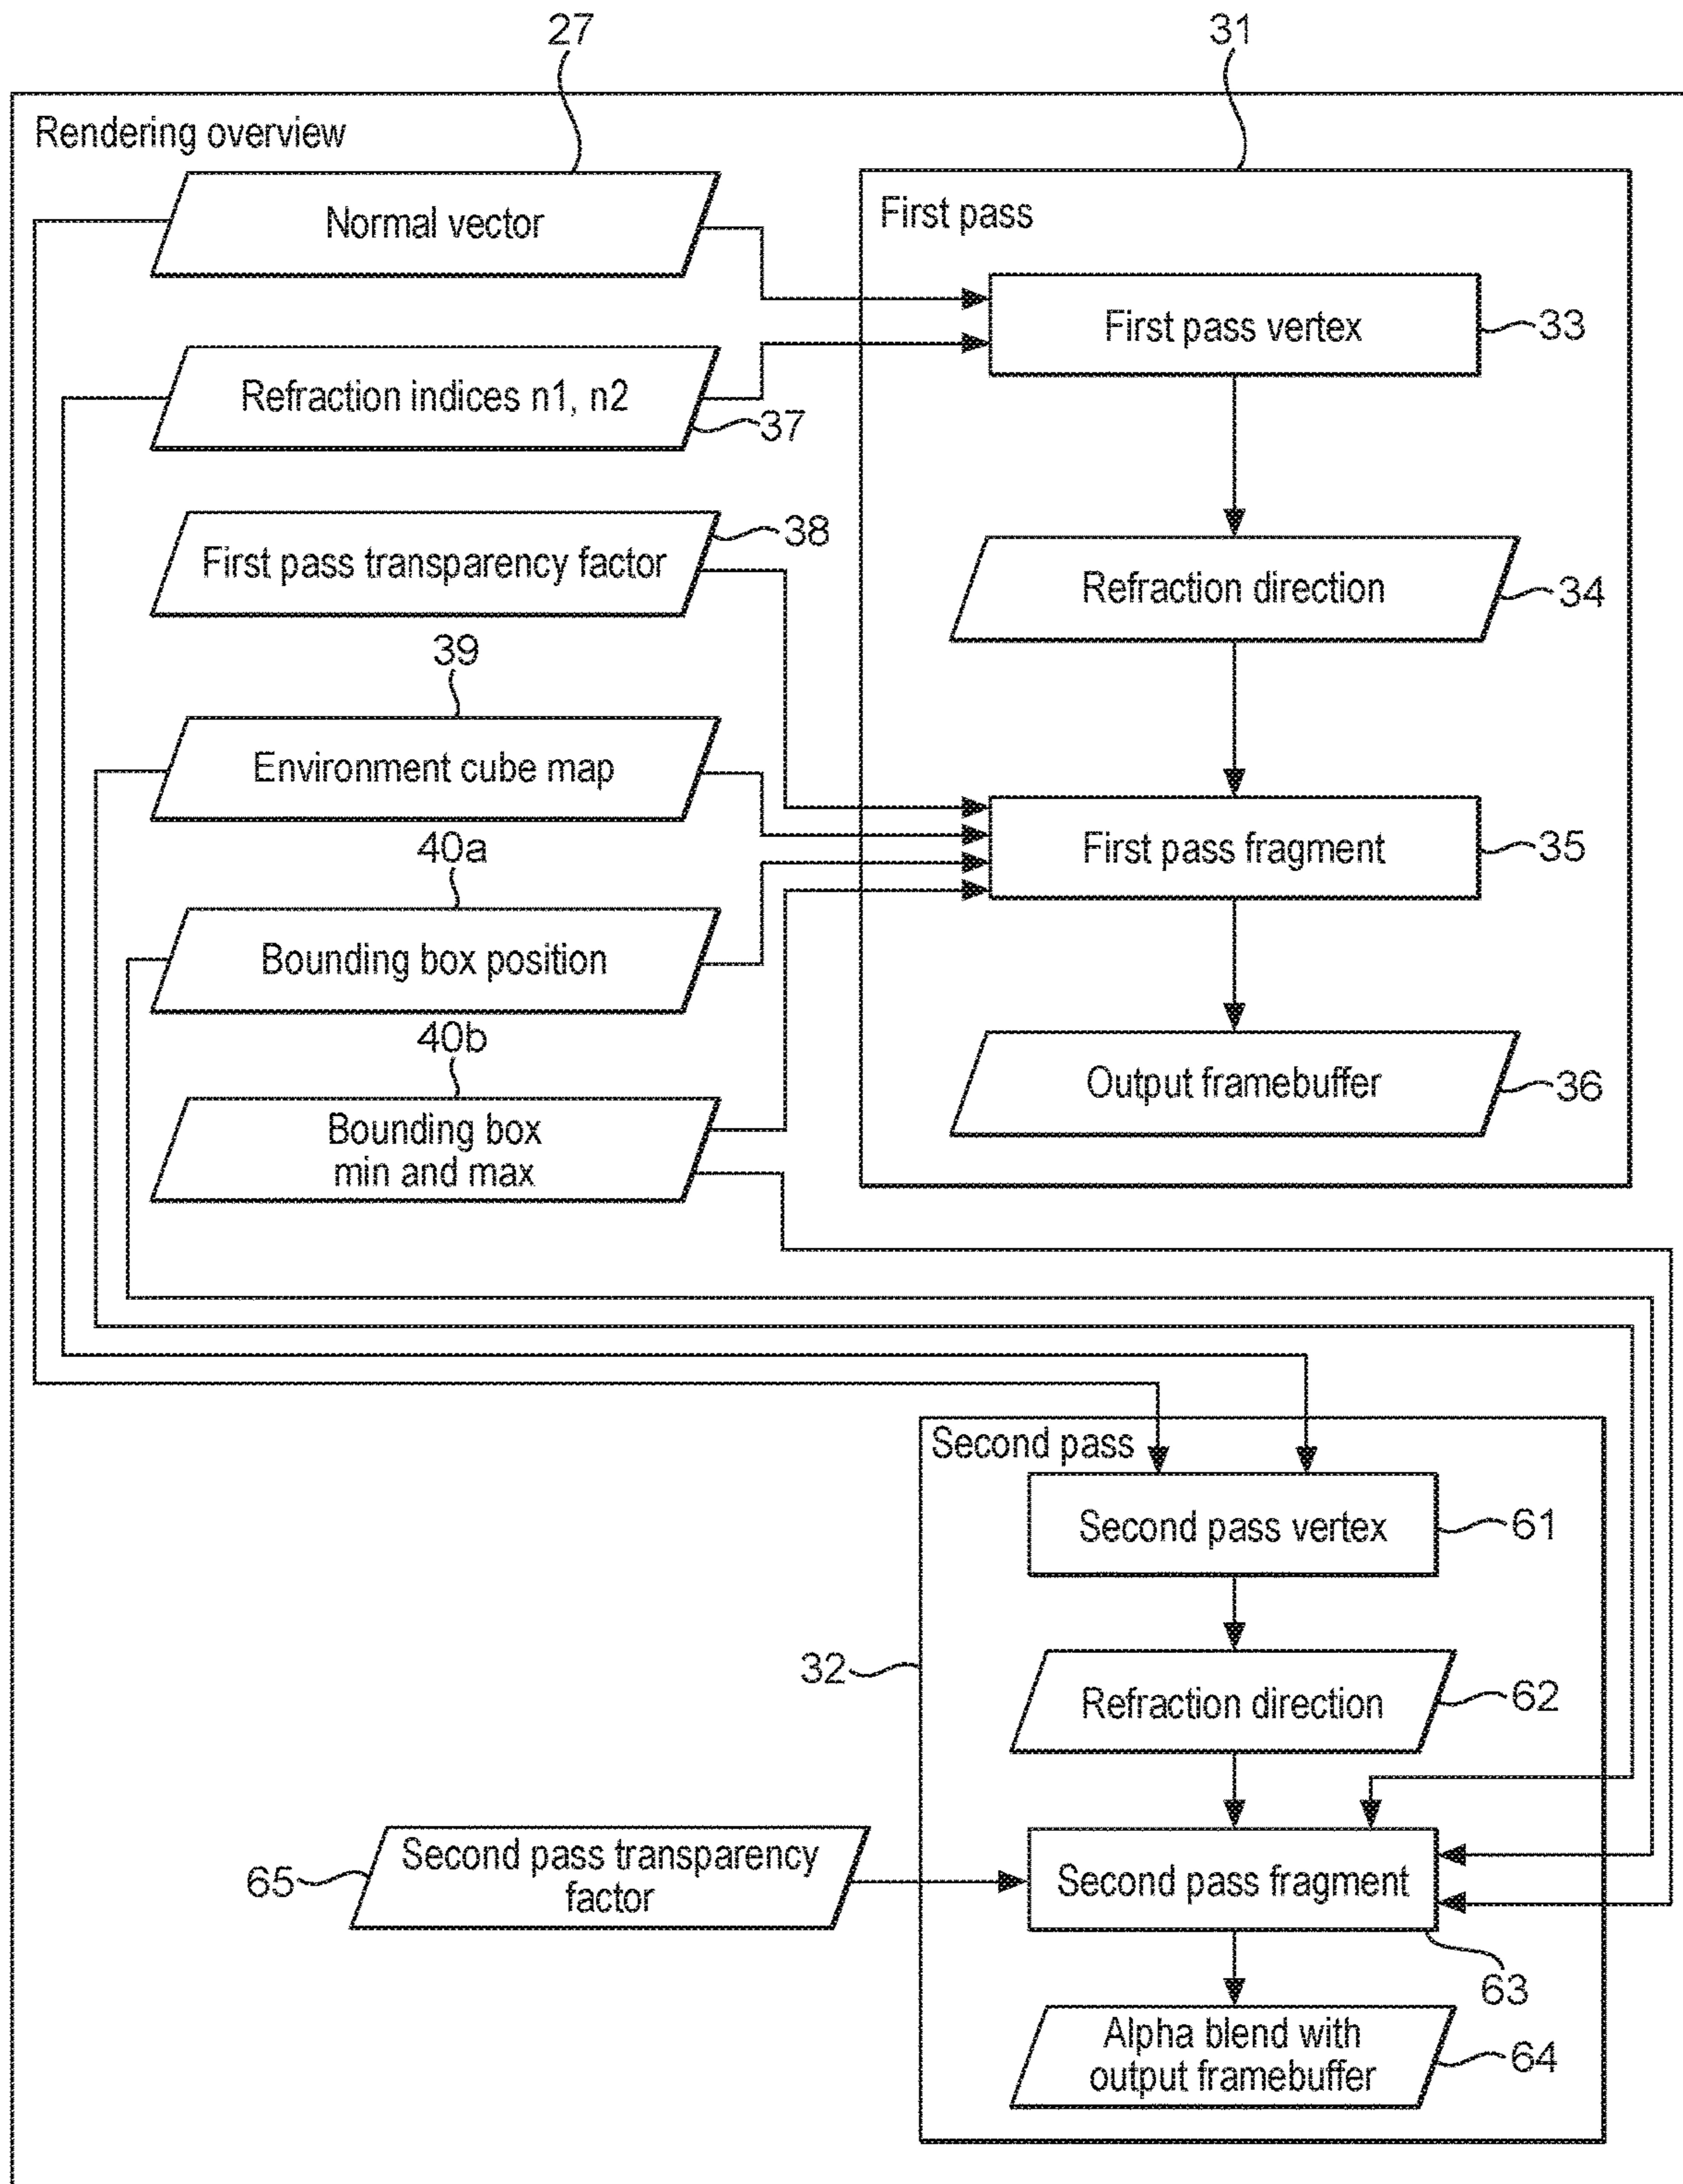 27
31
Rendering overview
Normal vector
First pass
First pass vertex
33
Refraction indices n1, n2
37
First pass transparency factor
38
Refraction direction
34
39
Environment cube map
First pass fragment
35
40a
Bounding box position
40b
Bounding box
min and max
Output framebuffer
36
Second pass
Second pass vertex
61
32
Refraction direction
62
65
Second pass transparency
factor
Second pass fragment
63
Alpha blend with
output framebuffer
64